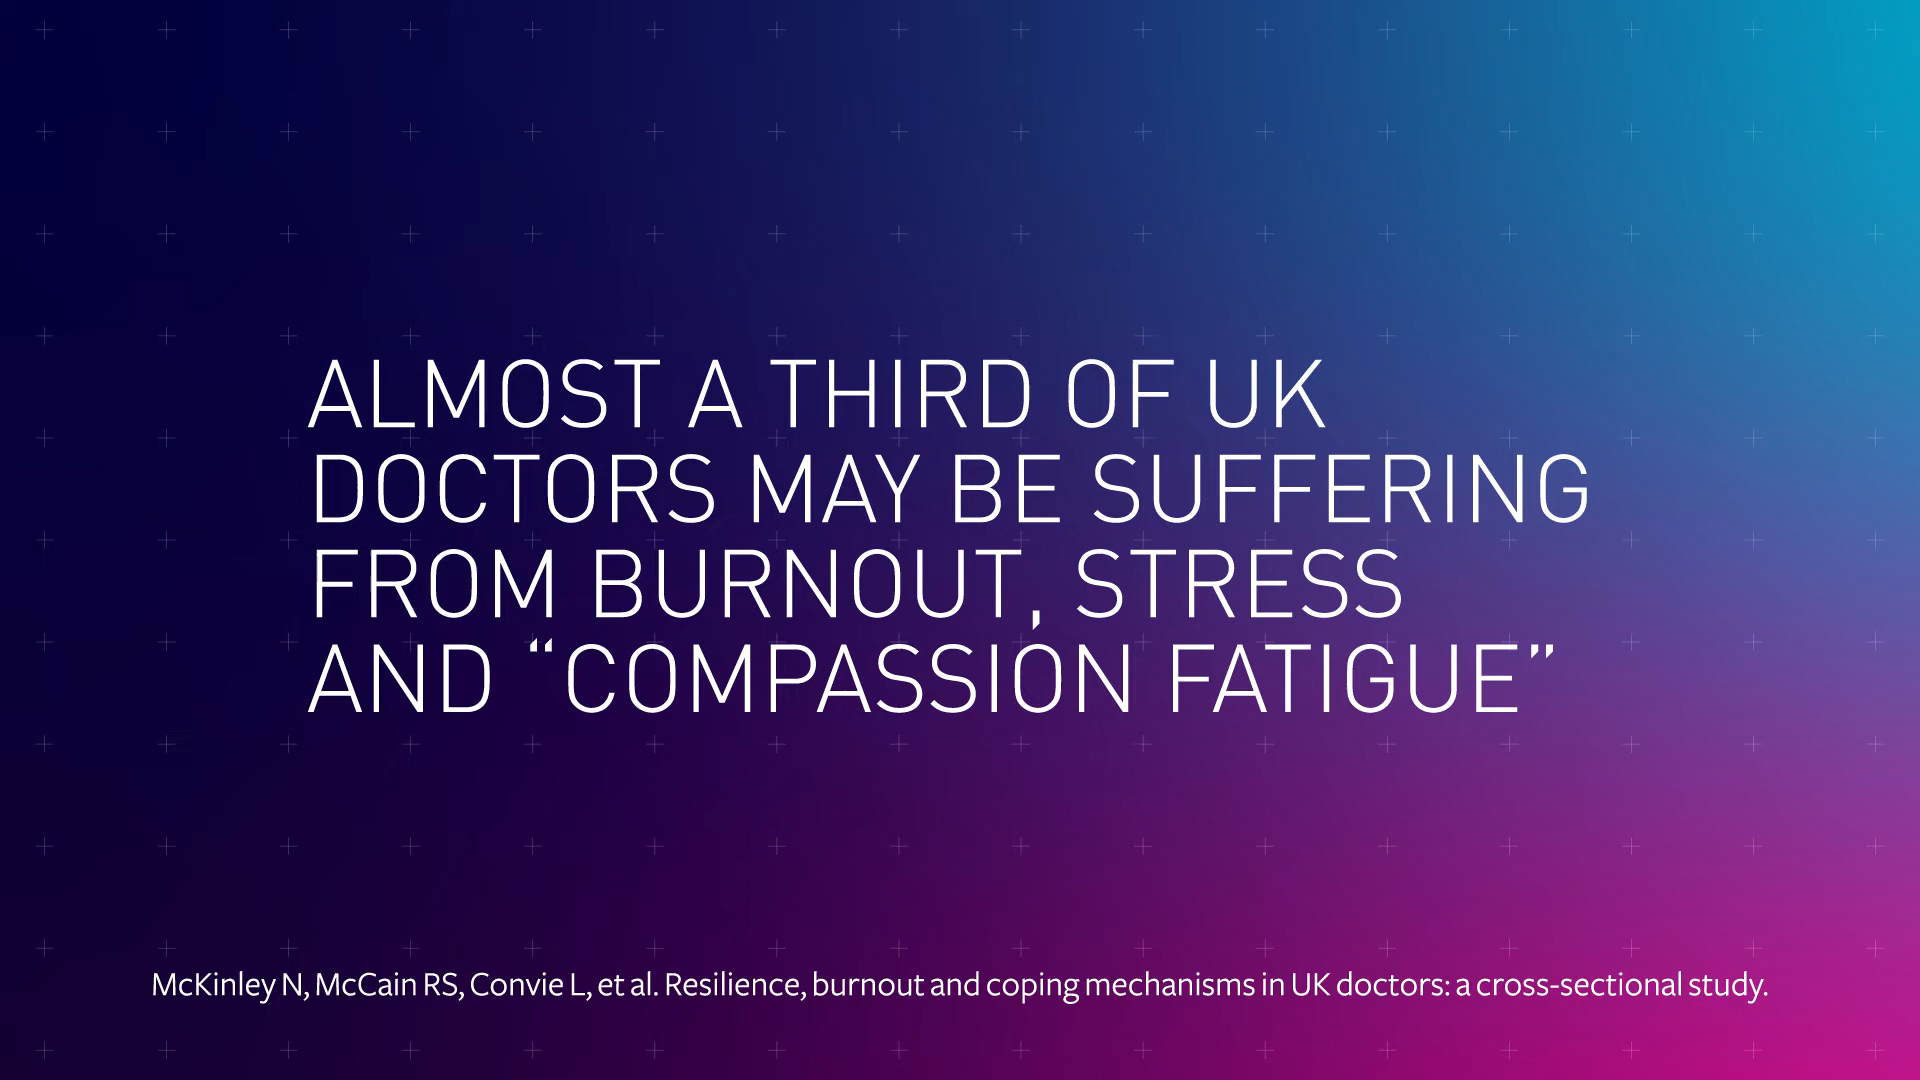 ALMOST A THIRD OF UK
DOCTORS MAY BE SUFFERING
FROM BURNOUT, STRESS
AND “COMPASSION FATIGUE”
McKinley N, McCain RS, Convie L, et al. Resilience, burnout and coping mechanisms in UK doctors: a cross-sectional study.